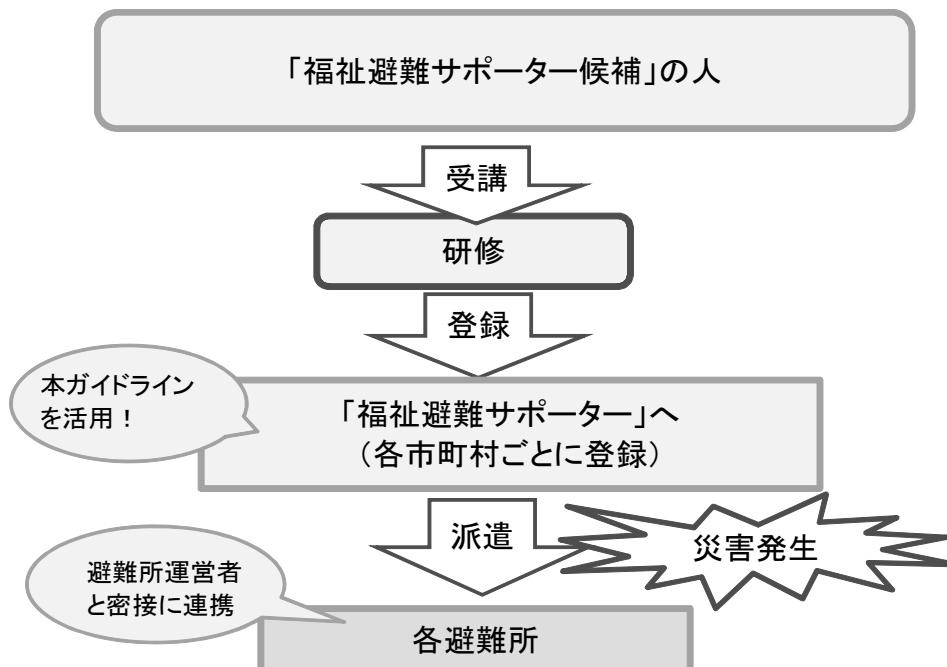 「福祉避難サポーター候補」の人
受講
研修
登録
本ガイドライン
を活用！
「福祉避難サポーター」へ
（各市町村ごとに登録）
派遣
災害発生
避難所運営者
と密接に連携
各避難所